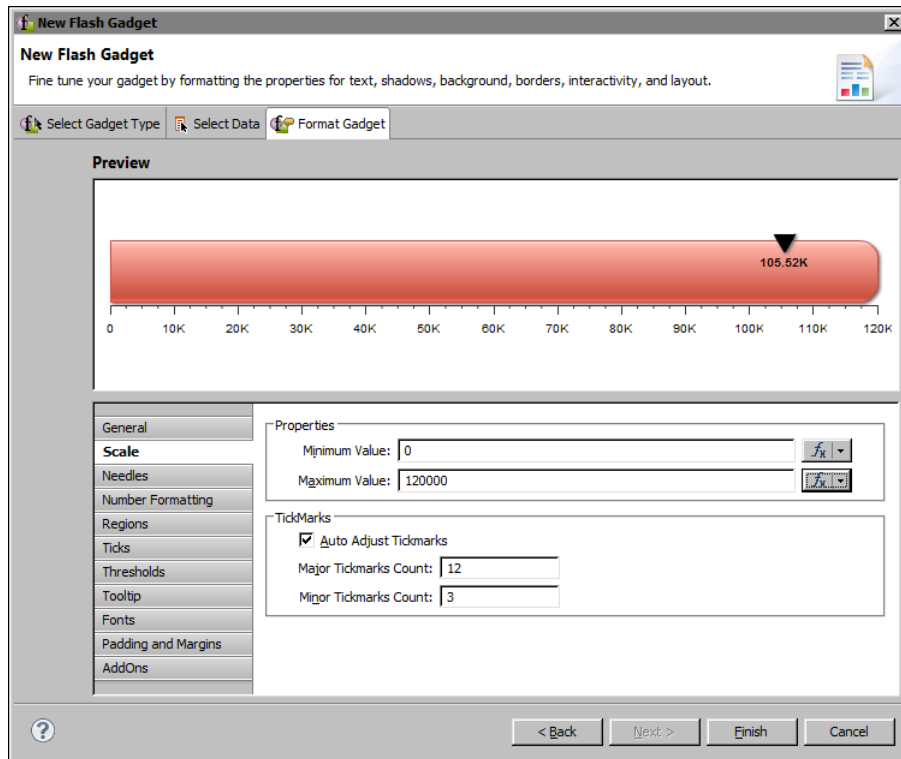 New Flash Gadget
New Flash Gadget
Fine tune your gadget by formatting the properties for text, shadows, background, borders, interactivity, and layout.
Select Gadget Type Select Data Format Gadget
Preview
105.52K
0 10K 20K 30K 40K 50K 60K 70K 80K 90K 100K 110K 120K
General
Scale
Needles
Number Formatting
Regions
Ticks
Thresholds
Tooltip
Fonts
Padding and Margins
AddOns
Properties
Minimum Value: 0 fx
Maximum Value: 120000 fx
TickMarks
Auto Adjust Tickmarks
Major Tickmarks Count: 12
Minor Tickmarks Count: 3
? < Back Next > Finish Cancel